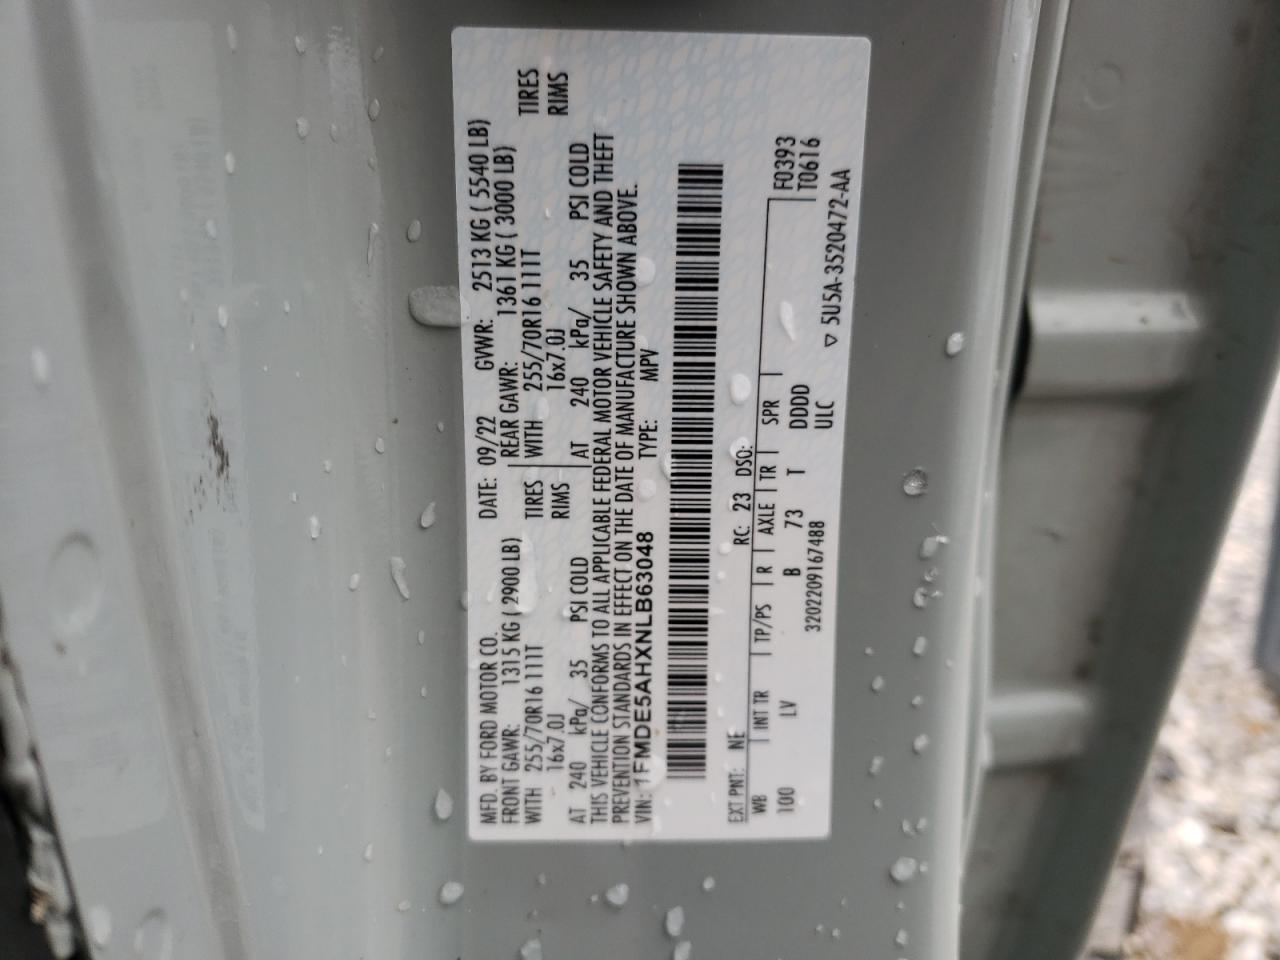 MFD. BY FORD MOTOR CO. DATE: 09/22 GVWR: 2513 KG ( 5540 LB)
FRONT GAWR: 1315 KG ( 2900 LB) REAR GAWR: 1361 KG ( 3000 LB)
WITH 255/70R16 111T TIRES WITH 255/70R16 111T TIRES
16x7.0J RIMS 16x7.0J RIMS
AT 240 kPa/ 35 PSI COLD AT 240 kPa/ 35 PSI COLD
THIS VEHICLE CONFORMS TO ALL APPLICABLE FEDERAL MOTOR VEHICLE SAFETY AND THEFT
PREVENTION STANDARDS IN EFFECT ON THE DATE OF MANUFACTURE SHOWN ABOVE.
VIN: 1FMDE5AHXNLB63048 TYPE: MPV
EXT PNT: NE RC: 23 DSO: F0393
WB INT TR TP/PS R AXLE TR SPR T0616
100 LV B 73 T DDDD
3202209167488 ULC ▽ 5U5A-3520472-AA